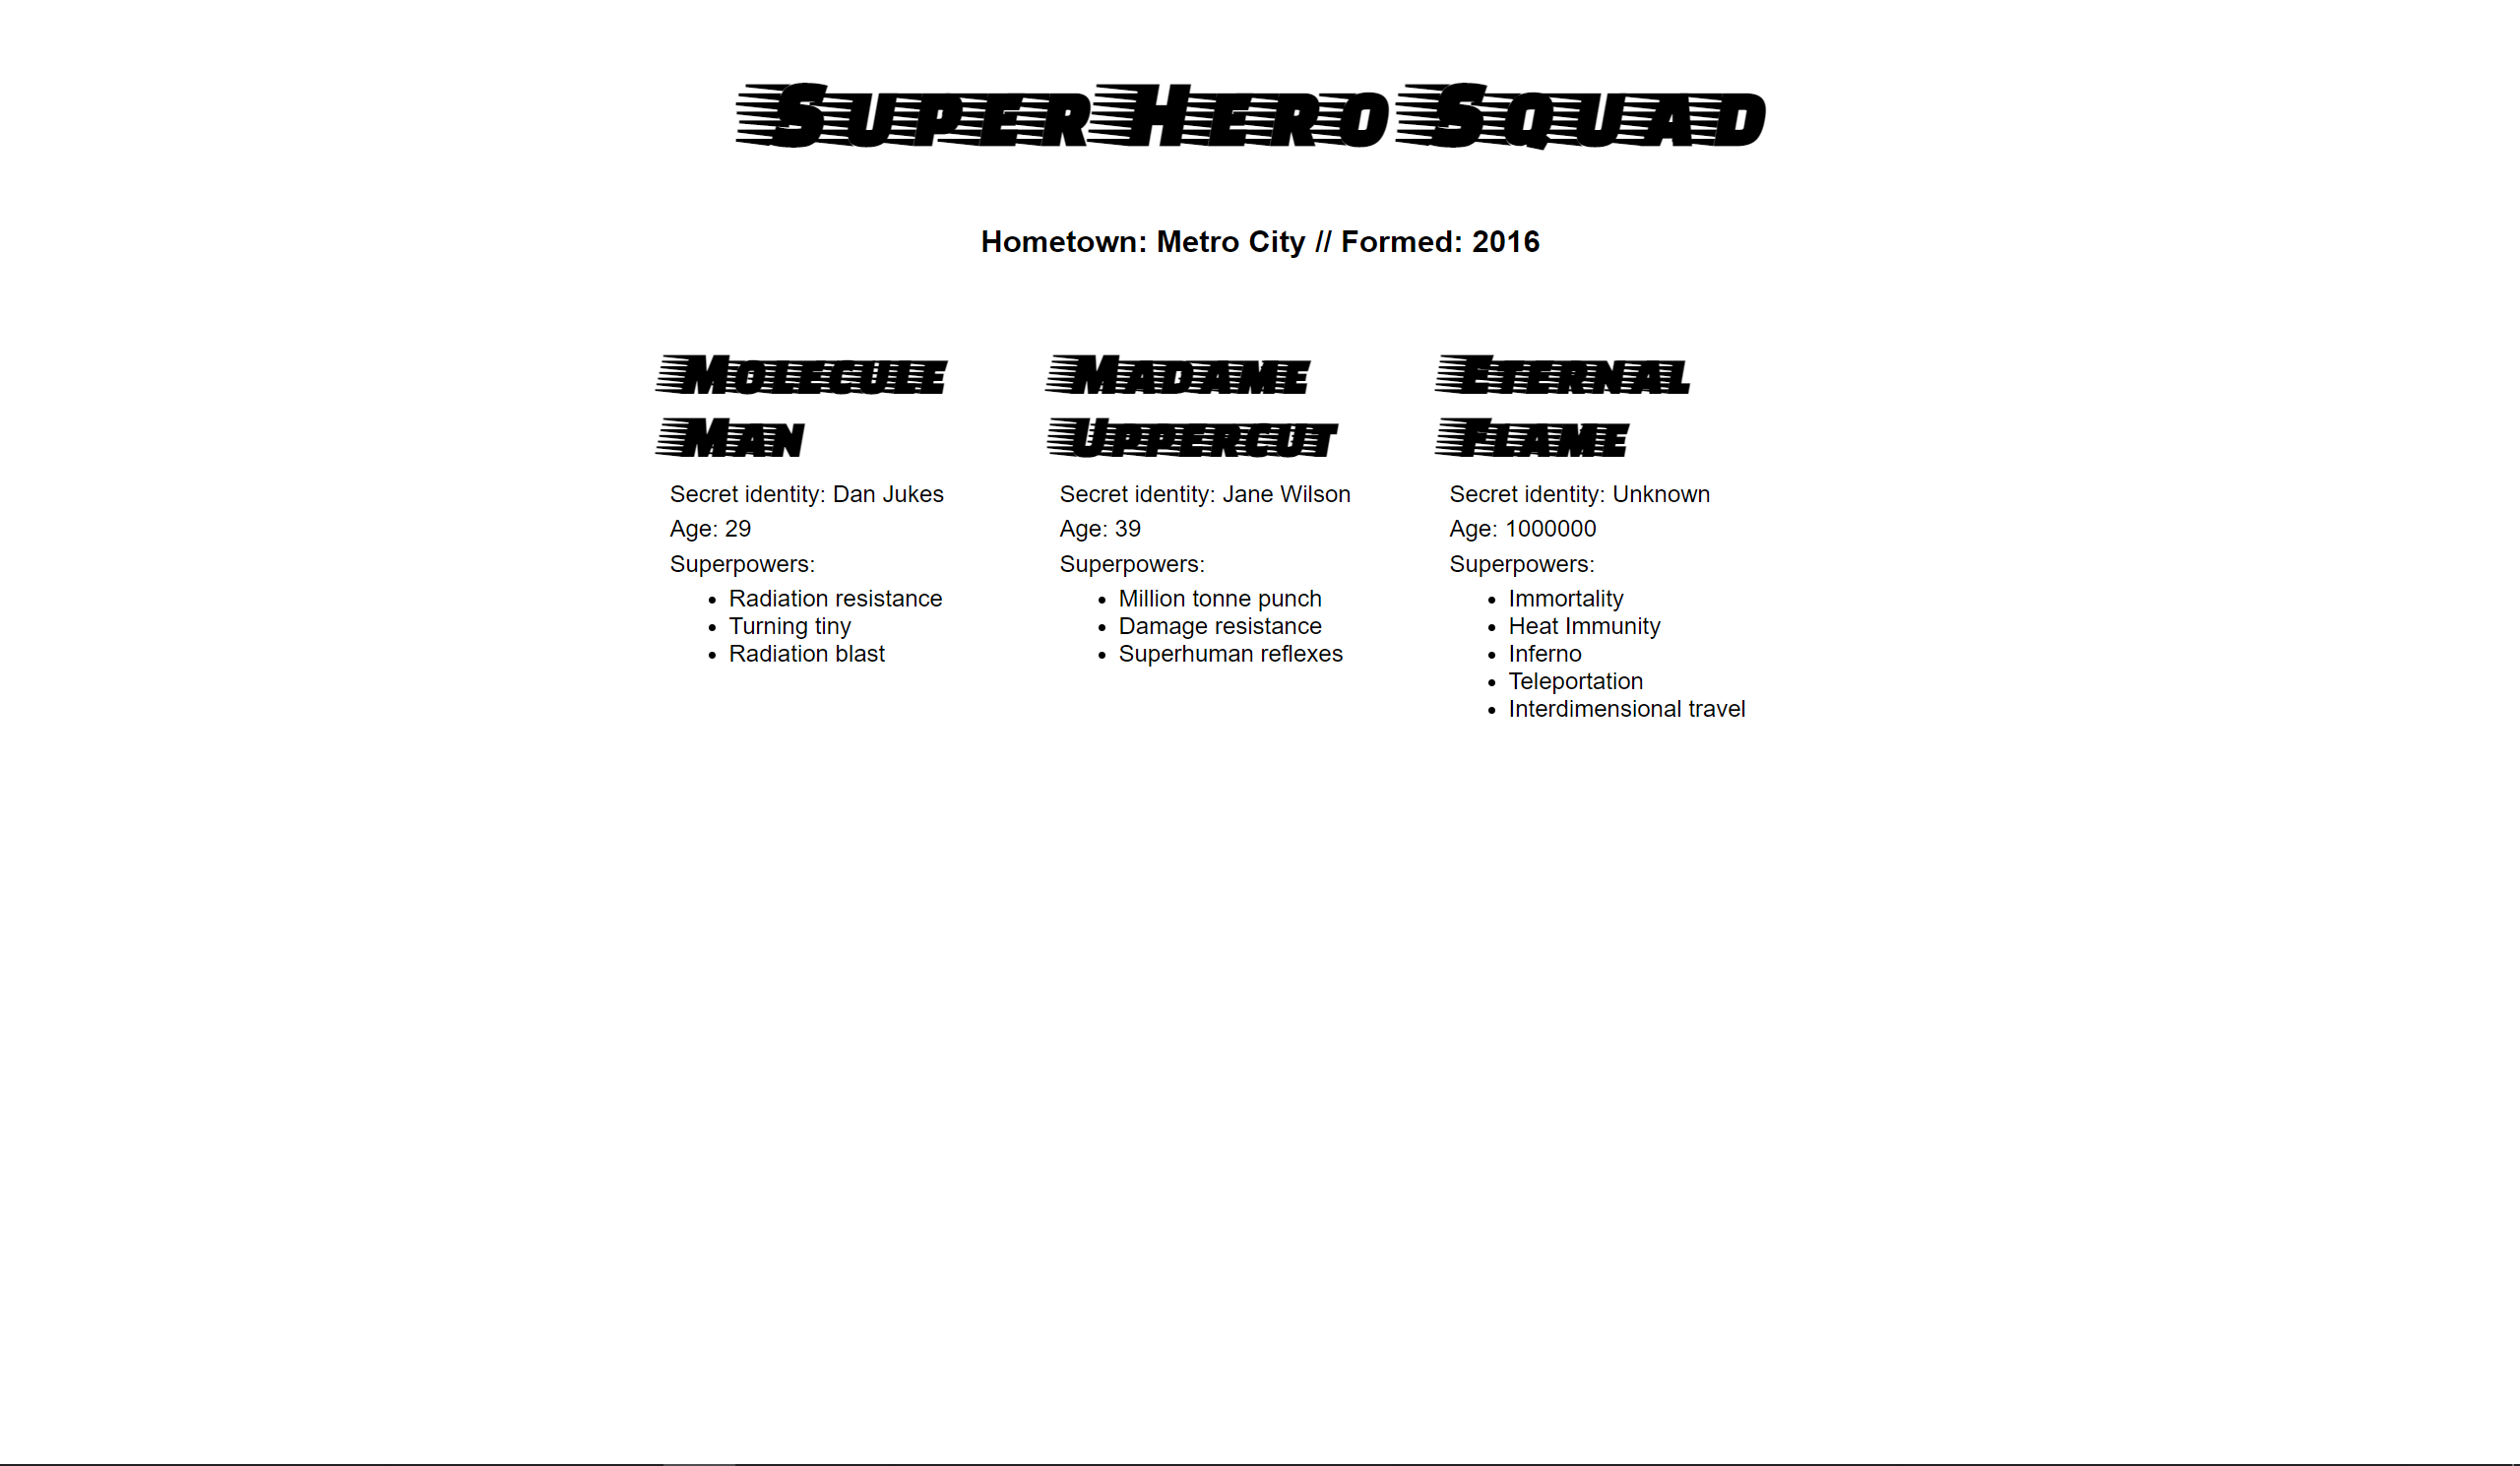 Super Hero Squad
Hometown: Metro City // Formed: 2016
Molecule
Man
Secret identity: Dan Jukes
Age: 29
Superpowers:
• Radiation resistance
• Turning tiny
• Radiation blast
Madame
Uppercut
Secret identity: Jane Wilson
Age: 39
Superpowers:
• Million tonne punch
• Damage resistance
• Superhuman reflexes
Eternal
Flame
Secret identity: Unknown
Age: 1000000
Superpowers:
• Immortality
• Heat Immunity
• Inferno
• Teleportation
• Interdimensional travel